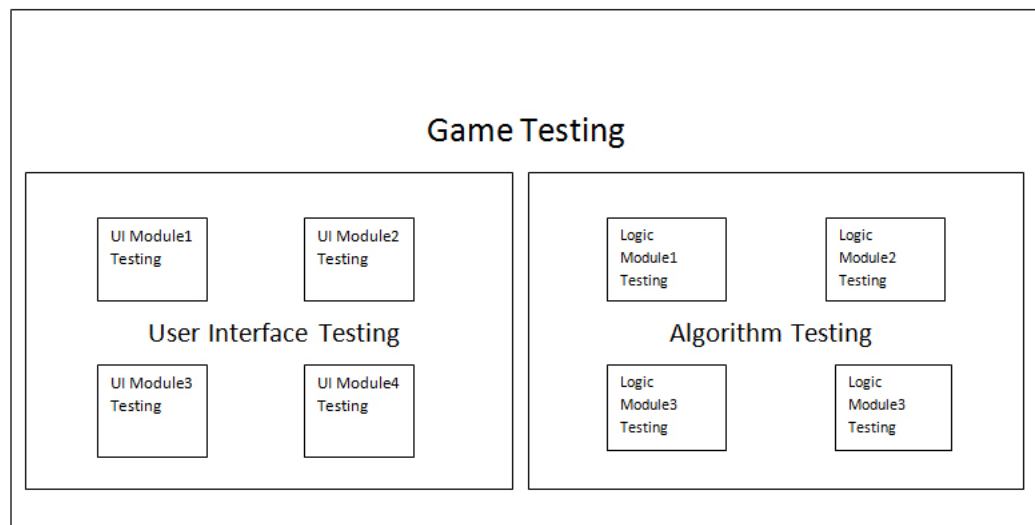 Game Testing
UI Module1
Testing
UI Module2
Testing
User Interface Testing
UI Module3
Testing
UI Module4
Testing
Logic
Module1
Testing
Logic
Module2
Testing
Algorithm Testing
Logic
Module3
Testing
Logic
Module3
Testing